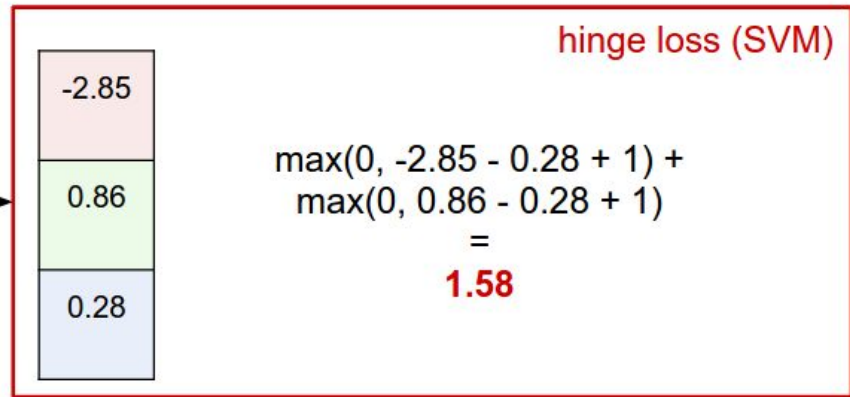 hinge loss (SVM)
-2.85
0.86
0.28
max(0, -2.85 - 0.28 + 1) +
max(0, 0.86 - 0.28 + 1)
=
1.58